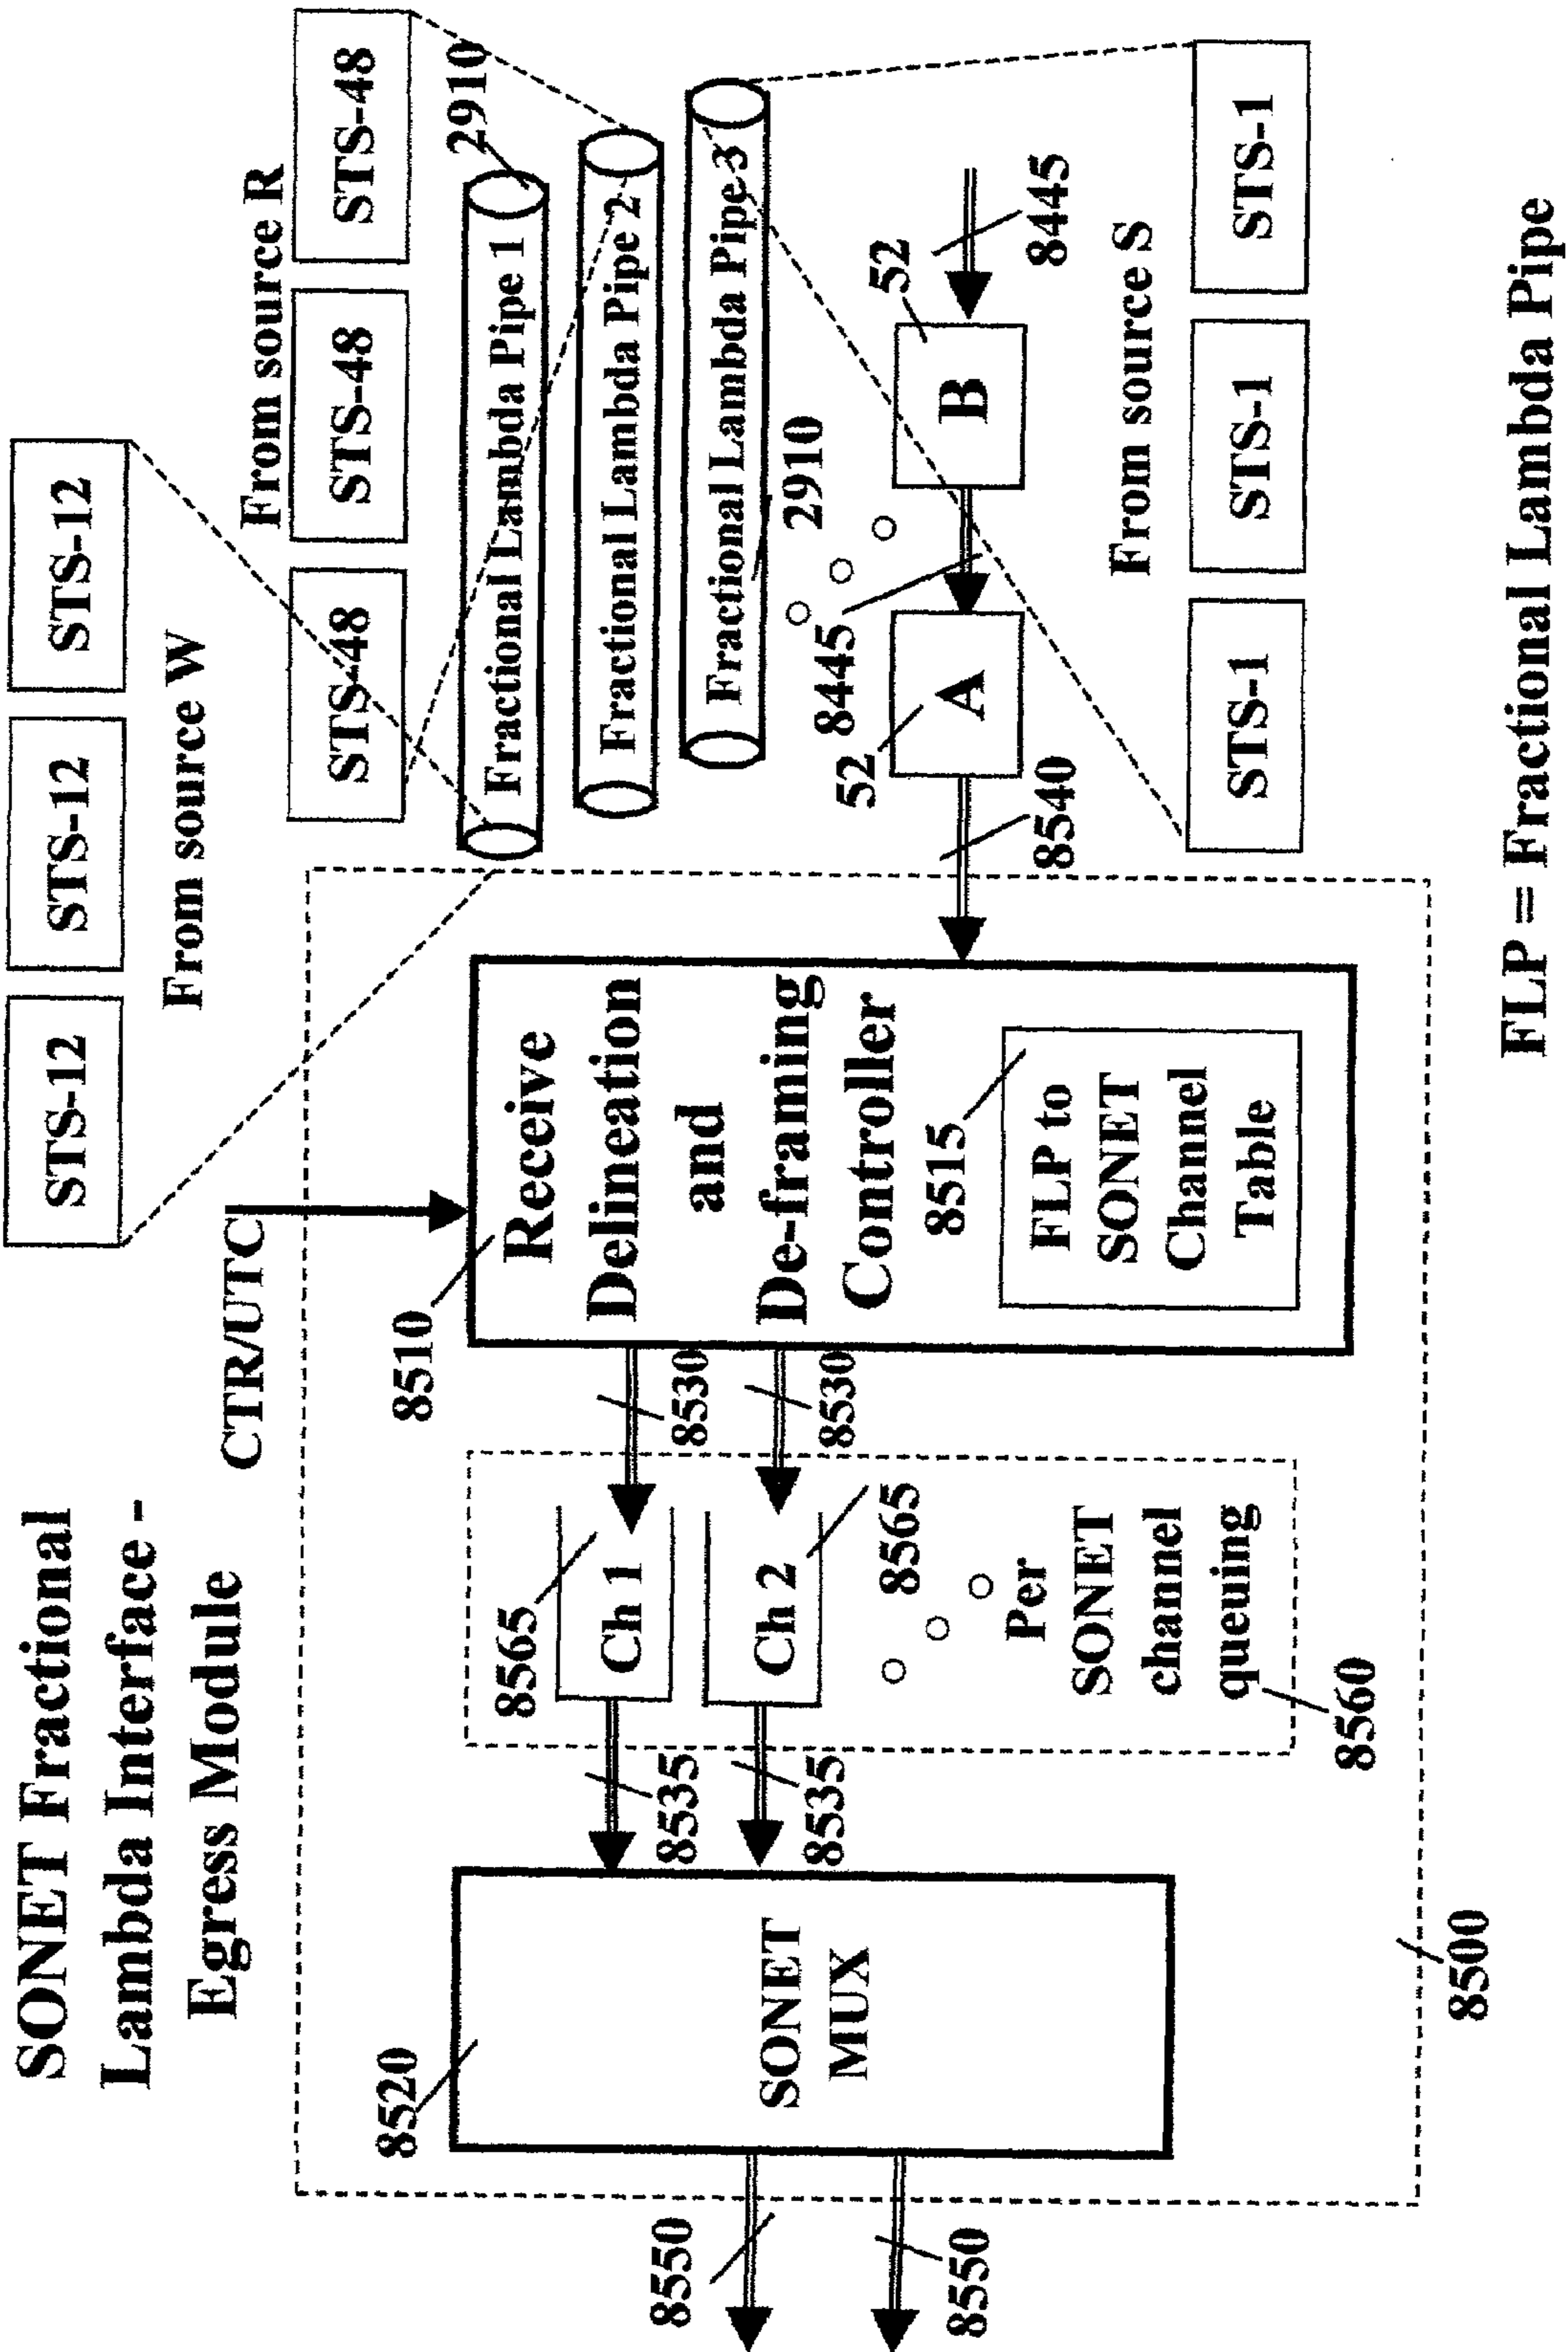 SONET Fractional
Lambda Interface -
Egress Module
STS-12
STS-12
STS-12
From source W
From source R
STS-48
STS-48
STS-48
2910
CTR/UTC
8510
8520
Fractional Lambda Pipe 1
Fractional Lambda Pipe 2
Fractional Lambda Pipe 3
2910
Receive
Delineation
and
De-framing
Controller
8515
FLP to
SONET
Channel
Table
8530
8530
8565
Ch 1
Ch 2
8565
Per
SONET
channel
queuing
8560
8535
8535
SONET
MUX
8550
8550
8500
8445
52
A
52
B
8445
8540
From source S
STS-1
STS-1
STS-1
FLP = Fractional Lambda Pipe